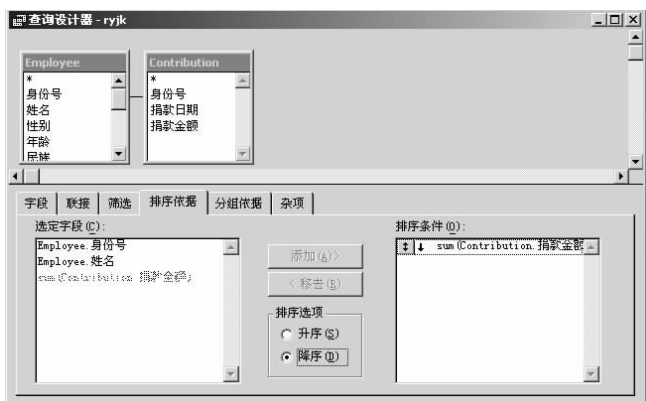 查询设计器 - ryjk
Employee
*
身份号
姓名
性别
年龄
民族
Contribution
*
身份号
捐款日期
捐款金额
字段
联接
筛选
排序依据
分组依据
杂项
选定字段(C):
Employee.身份号
Employee.姓名
sum(Contribution.捐款金额)
添加(A)>
<移去(R)
排序选项
升序(S)
降序(D)
排序条件(O):
sum(Contribution.捐款金额